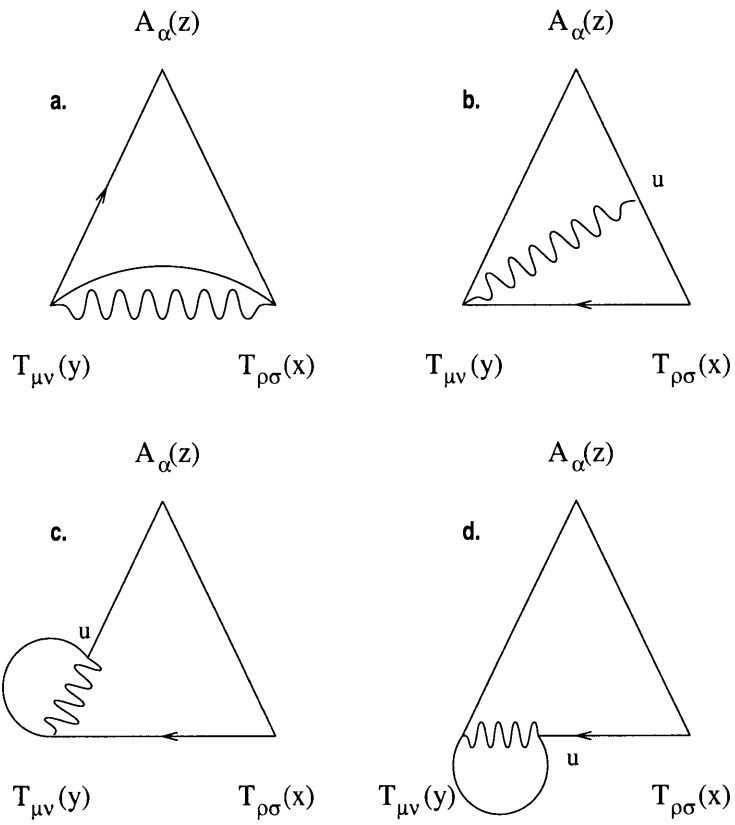 A_α(z) A_α(z)
a. b.
u
T_μν(y) T_ρσ(x) T_μν(y) T_ρσ(x)
A_α(z) A_α(z)
c. d.
u
u
T_μν(y) T_ρσ(x) T_μν(y) T_ρσ(x)